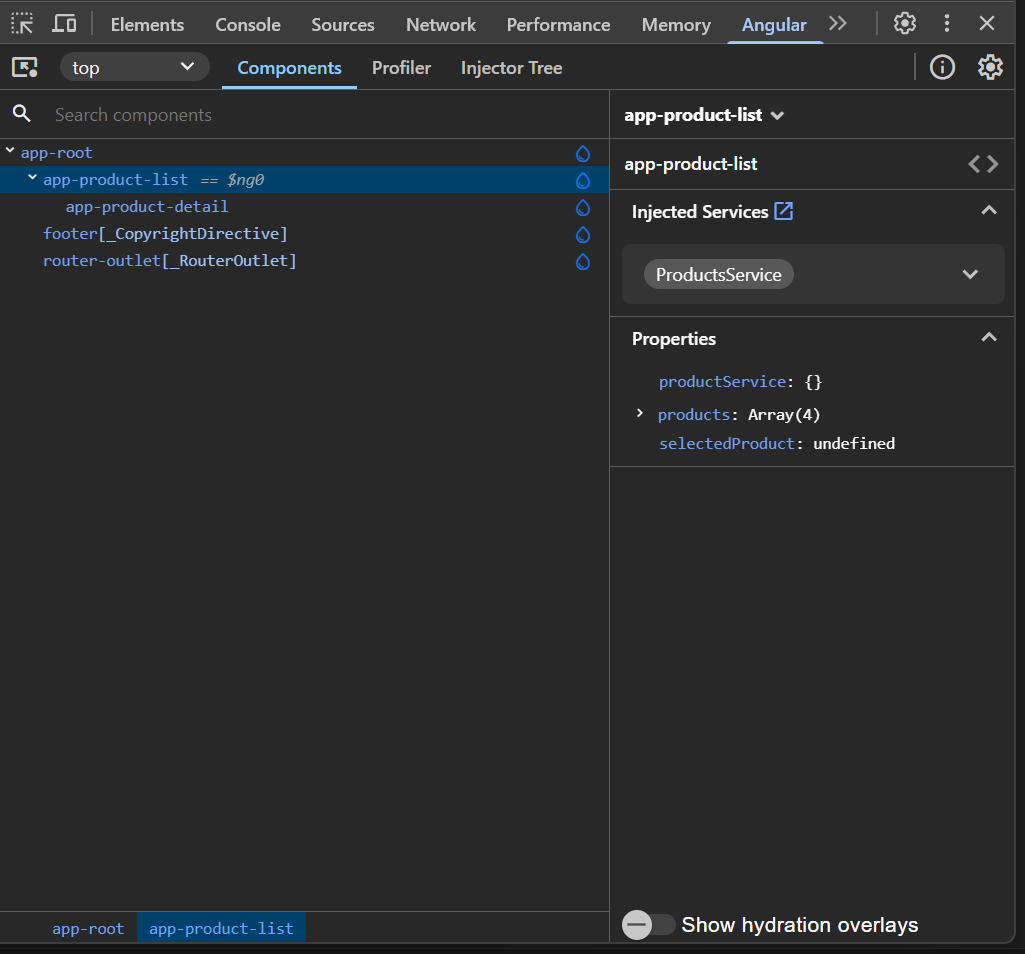 Elements Console Sources Network Performance Memory Angular
top Components Profiler Injector Tree
Search components
app-root
app-product-list == $ng0
app-product-detail
footer[_CopyrightDirective]
router-outlet[_RouterOutlet]
app-root app-product-list
app-product-list
app-product-list
Injected Services
ProductsService
Properties
productService: {}
products: Array(4)
selectedProduct: undefined
Show hydration overlays